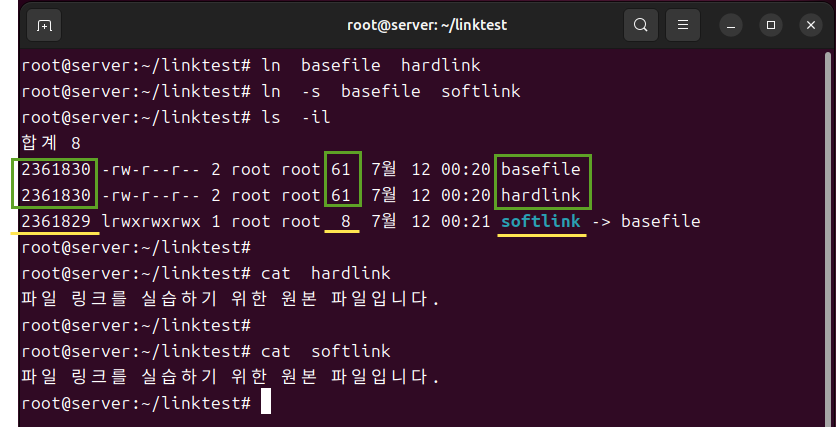 root@server: ~/linktest
root@server:~/linktest# ln  basefile  hardlink
root@server:~/linktest# ln  -s  basefile  softlink
root@server:~/linktest# ls  -il
합계 8
2361830 -rw-r--r-- 2 root root 61  7월  12 00:20 basefile
2361830 -rw-r--r-- 2 root root 61  7월  12 00:20 hardlink
2361829 lrwxrwxrwx 1 root root  8  7월  12 00:21 softlink -> basefile
root@server:~/linktest#
root@server:~/linktest# cat  hardlink
파일 링크를 실습하기 위한 원본 파일입니다.
root@server:~/linktest#
root@server:~/linktest# cat  softlink
파일 링크를 실습하기 위한 원본 파일입니다.
root@server:~/linktest#